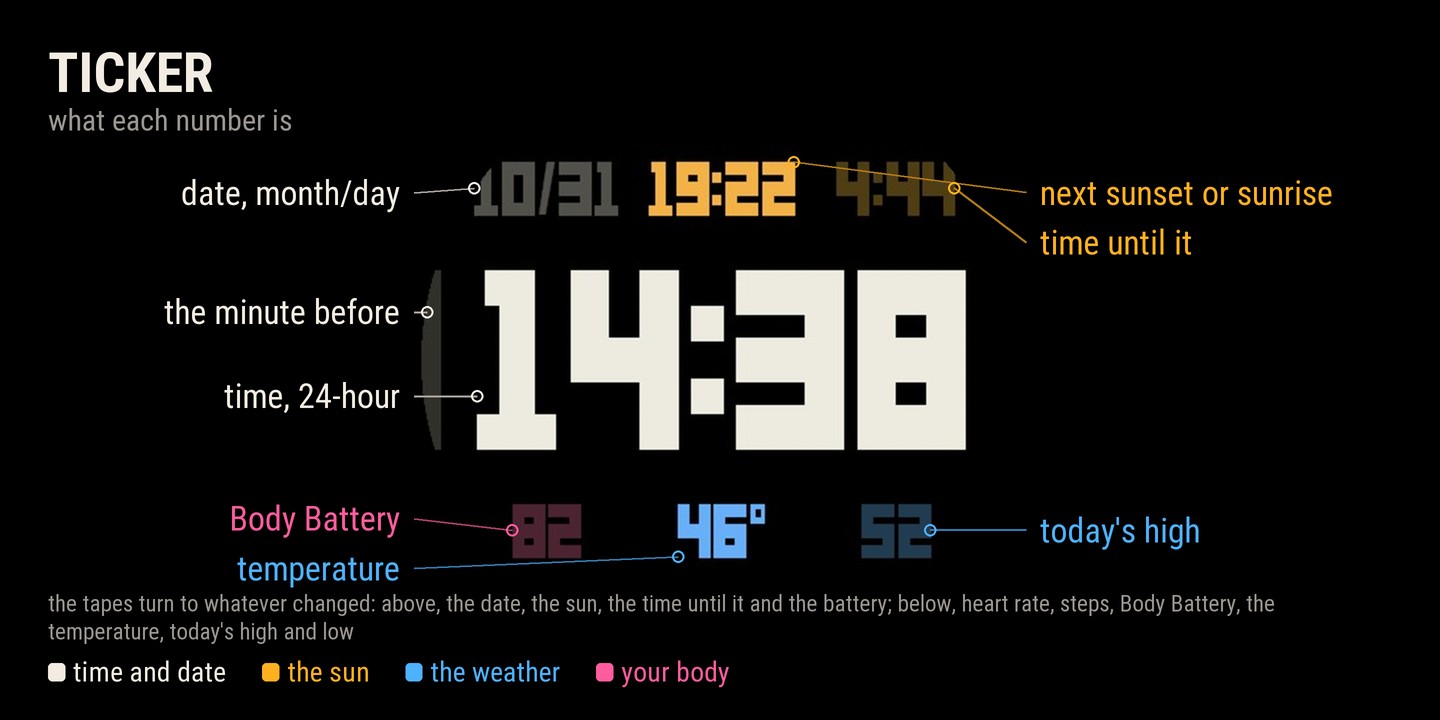 TICKER
what each number is
date, month/day
10/31
19:22
4:44
next sunset or sunrise
time until it
the minute before
14:38
time, 24-hour
Body Battery
82
46°
52
today's high
temperature
the tapes turn to whatever changed: above, the date, the sun, the time until it and the battery; below, heart rate, steps, Body Battery, the
temperature, today's high and low
time and date
the sun
the weather
your body